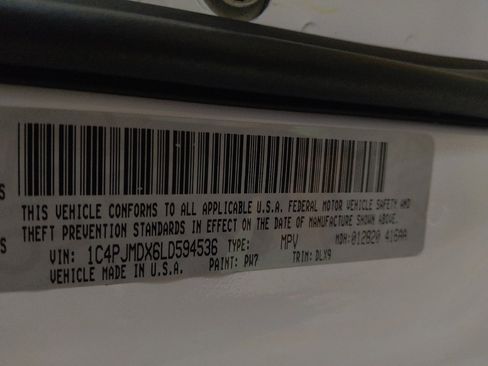 THIS VEHICLE CONFORMS TO ALL APPLICABLE U.S.A. FEDERAL MOTOR VEHICLE SAFETY AND
THEFT PREVENTION STANDARDS IN EFFECT ON THE DATE OF MANUFACTURE SHOWN ABOVE.
VIN: 1C4PJMDX6LD594536 TYPE: MPV MDH: 012820 416AA
VEHICLE MADE IN U.S.A. PAINT: PW7 TRIM: DLX9